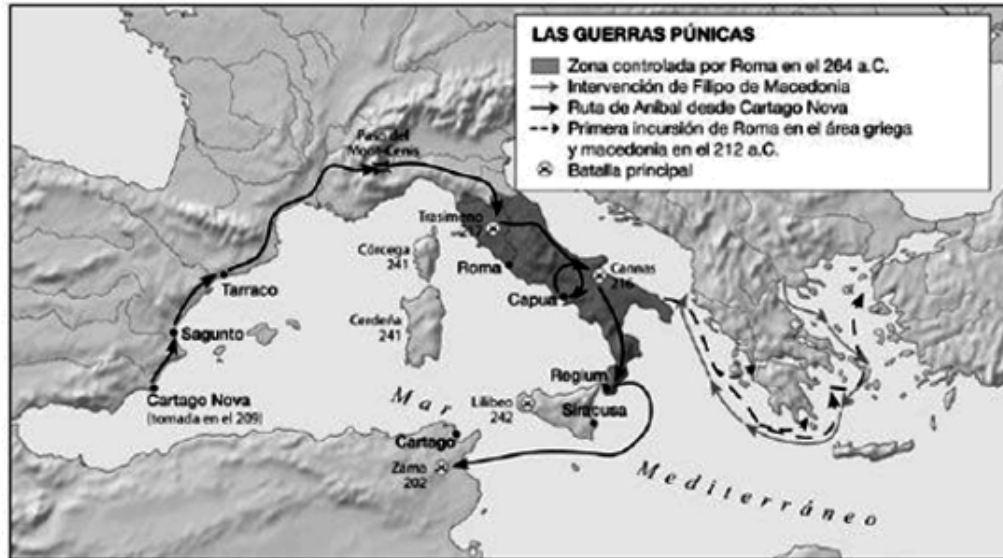 LAS GUERRAS PÚNICAS
Zona controlada por Roma en el 264 a.C.
Intervención de Filipo de Macedonia
Ruta de Aníbal desde Cartago Nova
Primera incursión de Roma en el área griega
y macedonia en el 212 a.C.
Batalla principal
Paso del
Mont-Cenis
Trasimeno
217
Córcega
241
Roma
Cannas
216
Capua
Tarraco
Cerdeña
241
Sagunto
Regium
Cartago Nova
(tomada en el 209)
Lilibeo
242
Siracusa
Mar
Cartago
Zama
202
Mediterráneo